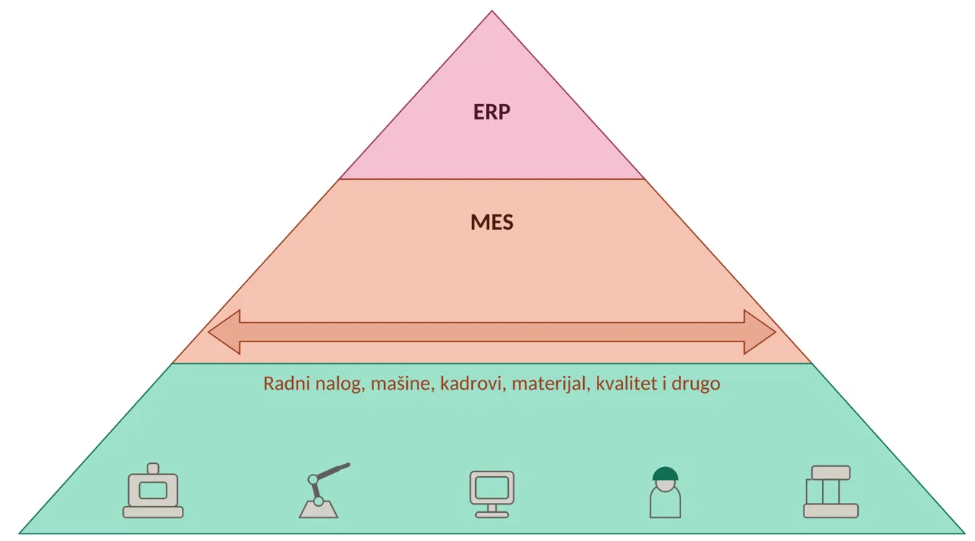 ERP
MES
Radni nalog, mašine, kadrovi, materijal, kvalitet i drugo